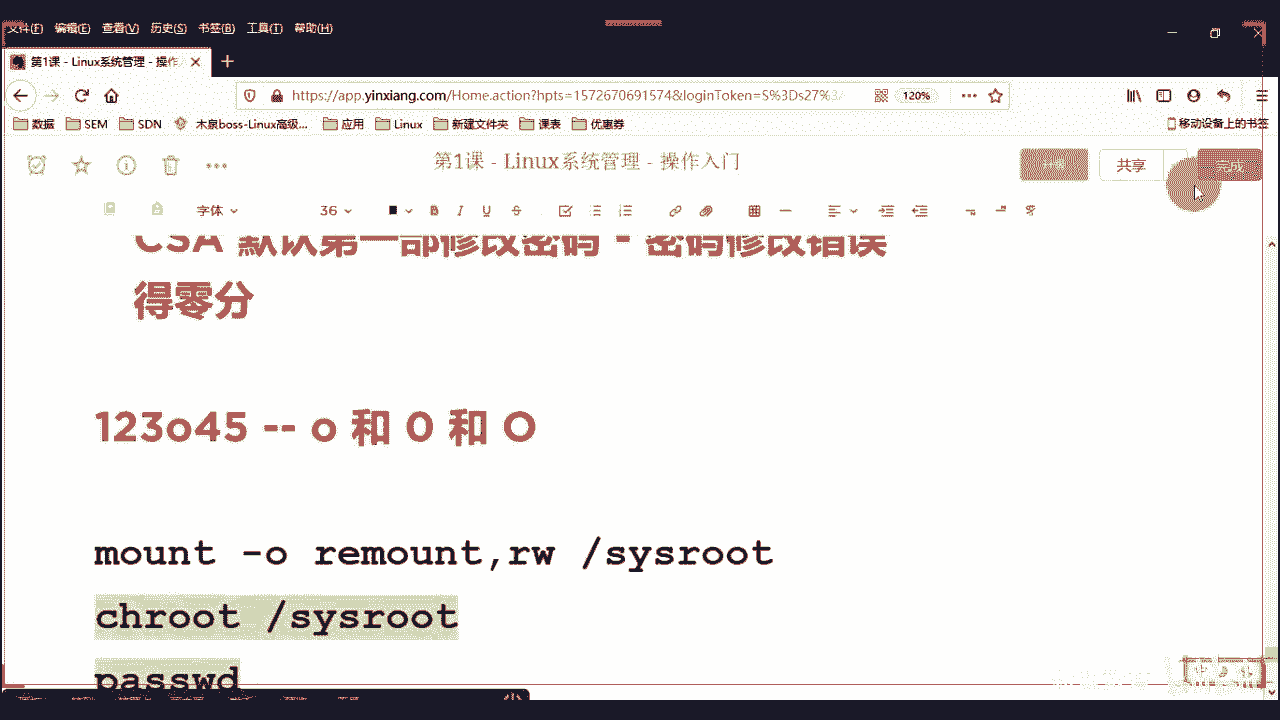 文件(F) 编辑(E) 查看(V) 历史(S) 书签(B) 工具(T) 帮助(H)
第1课 - Linux系统管理 - 操作
https://app.yinxiang.com/Home.action?hpts=1572670691574&loginToken=S%3Ds27% 120%
数据 SEM SDN 木泉boss-Linux高级... 应用 Linux 新建文件夹 课表 优惠券 移动设备上的书签
第1课 - Linux系统管理 - 操作入门 共享 完成
字体 36 B I U S
CSA 默认第一部修改密码 - 密码修改错误
得零分
123o45 -- o 和 0 和 O
mount -o remount,rw /sysroot
chroot /sysroot
passwd